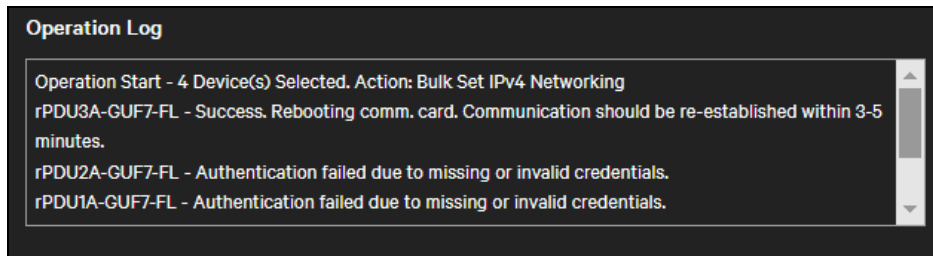 Operation Log
Operation Start - 4 Device(s) Selected. Action: Bulk Set IPv4 Networking
rPDU3A-GUF7-FL - Success. Rebooting comm. card. Communication should be re-established within 3-5
minutes.
rPDU2A-GUF7-FL - Authentication failed due to missing or invalid credentials.
rPDU1A-GUF7-FL - Authentication failed due to missing or invalid credentials.